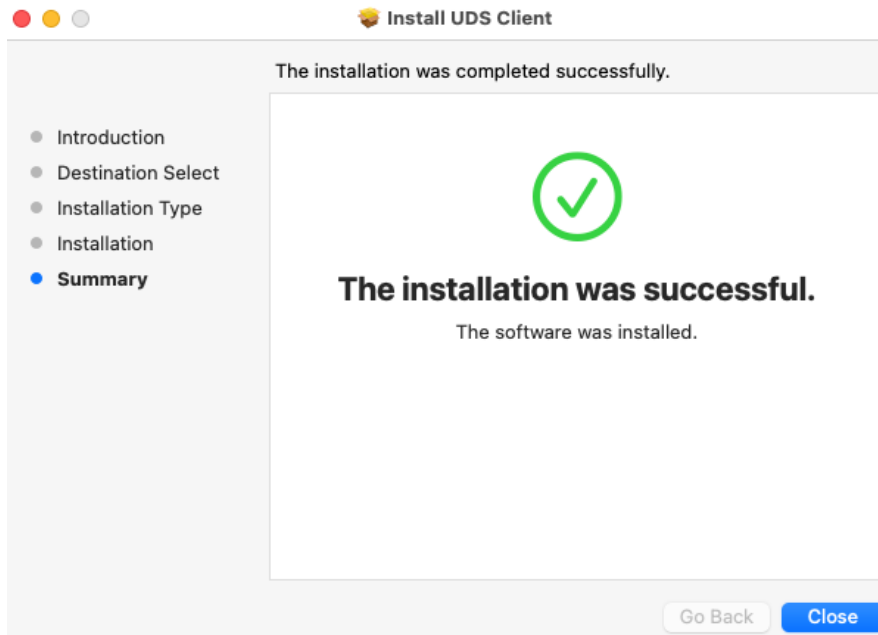 Install UDS Client
The installation was completed successfully.
Introduction
Destination Select
Installation Type
Installation
Summary
The installation was successful.
The software was installed.
Go Back
Close